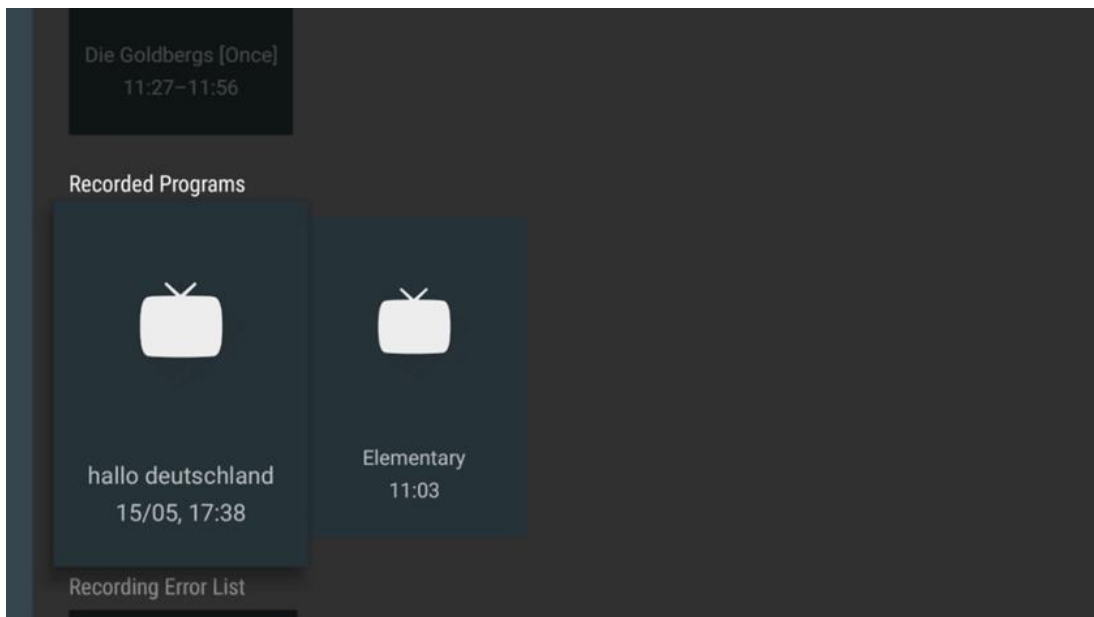 Die Goldbergs [Once]
11:27–11:56
Recorded Programs
hallo deutschland
15/05, 17:38
Elementary
11:03
Recording Error List